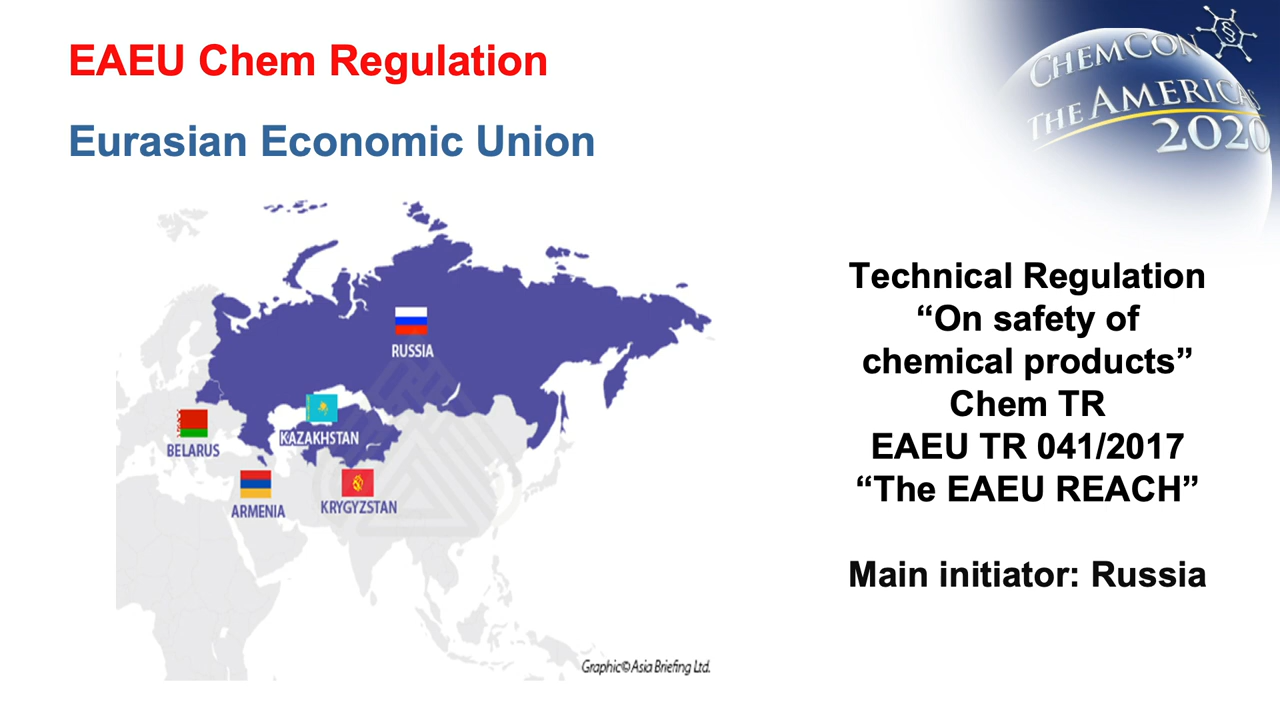 EAEU Chem Regulation
Eurasian Economic Union
CHEMCON
THE AMERICAS
2020
RUSSIA
KAZAKHSTAN
BELARUS
ARMENIA
KRYGYZSTAN
Graphic©Asia Briefing Ltd.
Technical Regulation
“On safety of
chemical products”
Chem TR
EAEU TR 041/2017
“The EAEU REACH”
Main initiator: Russia